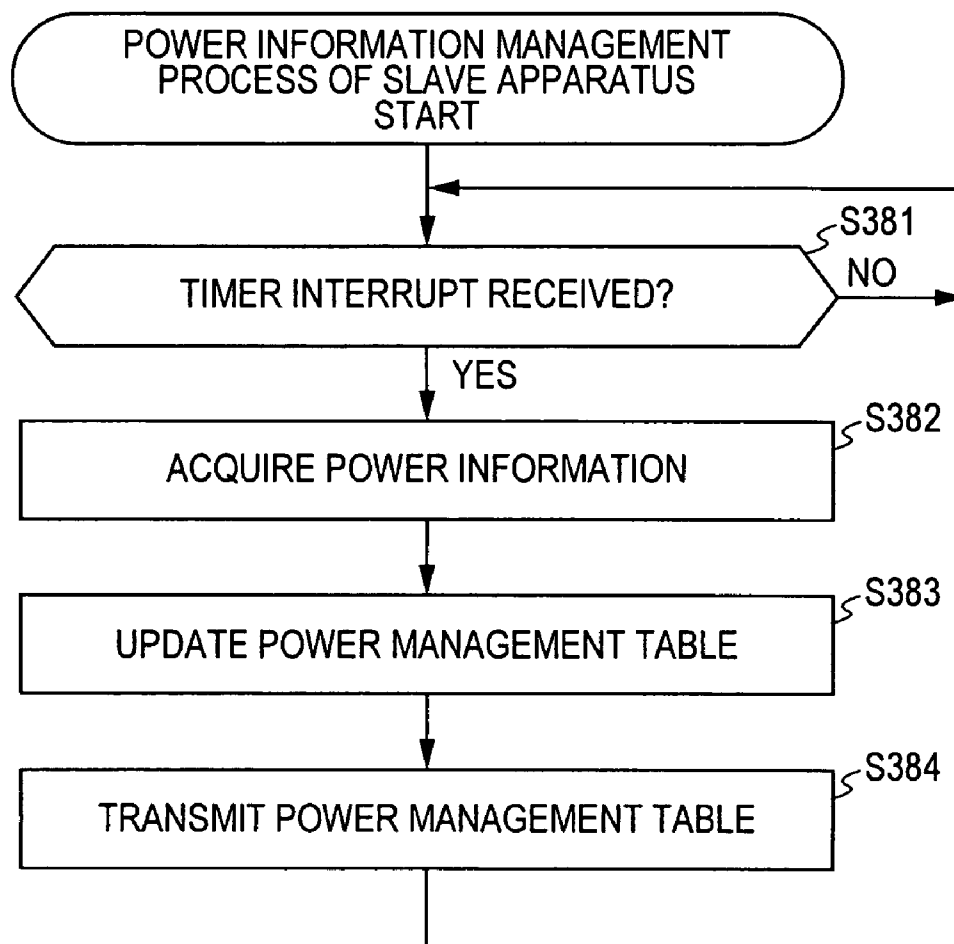 POWER INFORMATION MANAGEMENT
PROCESS OF SLAVE APPARATUS
START
S381
TIMER INTERRUPT RECEIVED?
NO
YES
S382
ACQUIRE POWER INFORMATION
S383
UPDATE POWER MANAGEMENT TABLE
S384
TRANSMIT POWER MANAGEMENT TABLE